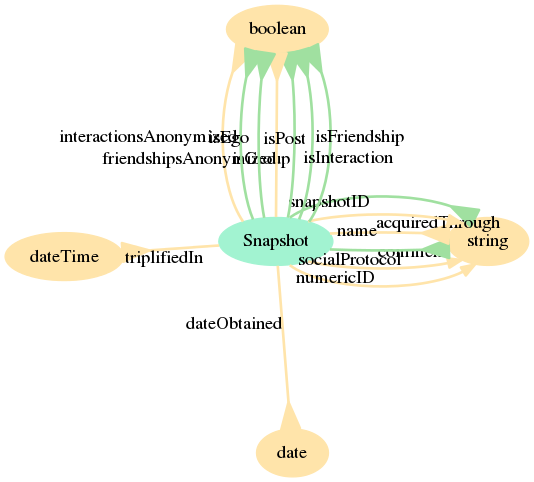 boolean
interactionsAnonymized
isEgo
isPost
isFriendship
friendshipsAnonymized
isGroup
isInteraction
snapshotID
acquiredThrough
name
Snapshot
string
dateTime
triplifiedIn
socialProtocol
numericID
dateObtained
date